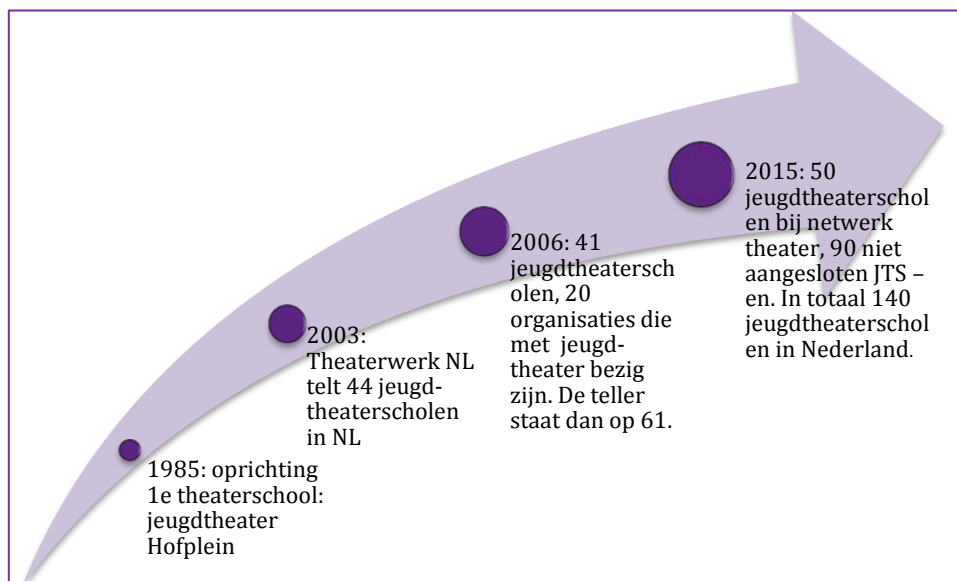 1985: oprichting
1e theaterschool:
jeugdtheater
Hofplein
2003:
Theaterwerk NL
telt 44 jeugd-
theaterscholen
in NL
2006: 41
jeugdtheatersch
olen, 20
organisaties die
met jeugd-
theater bezig
zijn. De teller
staat dan op 61.
2015: 50
jeugdtheaterschol
en bij netwerk
theater, 90 niet
aangesloten JTS –
en. In totaal 140
jeugdtheaterschol
en in Nederland.